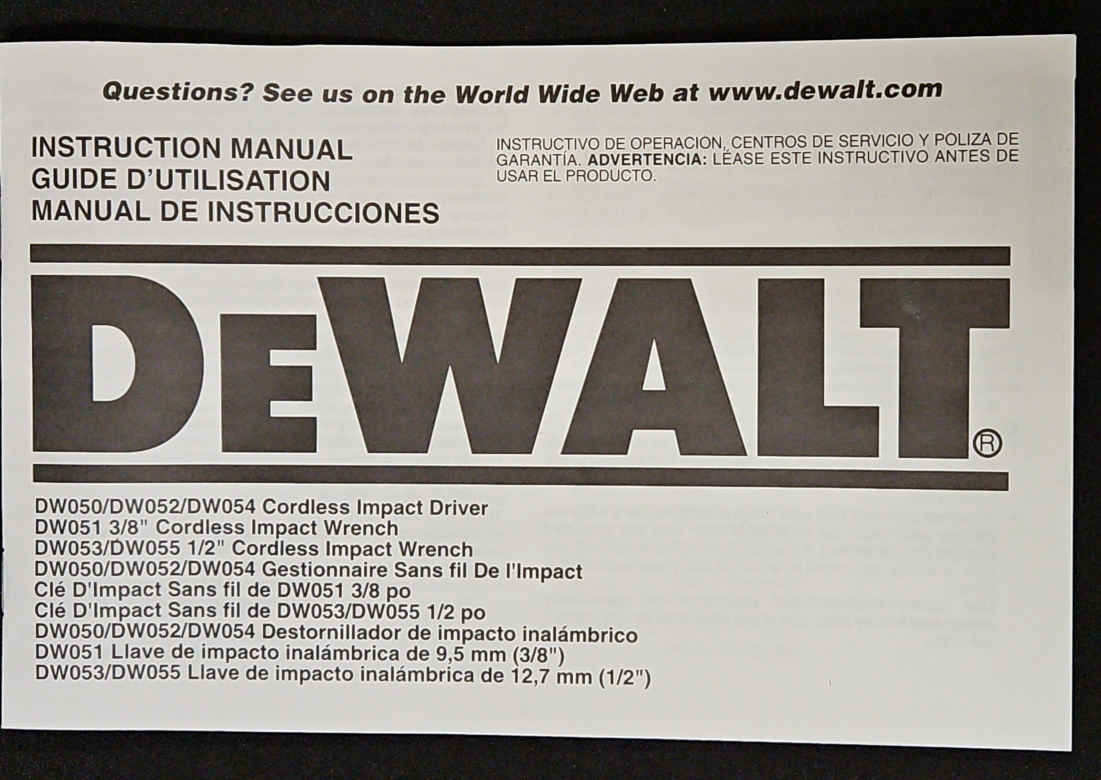 Questions? See us on the World Wide Web at www.dewalt.com
INSTRUCTION MANUAL
GUIDE D'UTILISATION
MANUAL DE INSTRUCCIONES
INSTRUCTIVO DE OPERACION, CENTROS DE SERVICIO Y POLIZA DE
GARANTÍA. ADVERTENCIA: LÉASE ESTE INSTRUCTIVO ANTES DE
USAR EL PRODUCTO.
DEWALT®
DW050/DW052/DW054 Cordless Impact Driver
DW051 3/8" Cordless Impact Wrench
DW053/DW055 1/2" Cordless Impact Wrench
DW050/DW052/DW054 Gestionnaire Sans fil De l'Impact
Clé D'Impact Sans fil de DW051 3/8 po
Clé D'Impact Sans fil de DW053/DW055 1/2 po
DW050/DW052/DW054 Destornillador de impacto inalámbrico
DW051 Llave de impacto inalámbrica de 9,5 mm (3/8")
DW053/DW055 Llave de impacto inalámbrica de 12,7 mm (1/2")